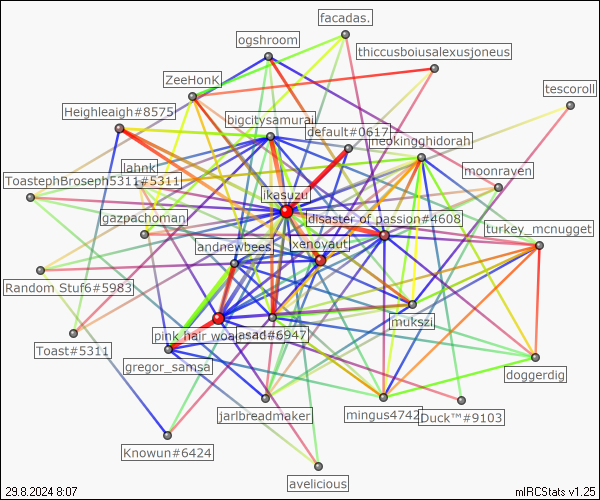 facadas.
ogshroom
thiccusboiusalexusjoneus
ZeeHonK
tescoroll
Heighleaigh#8575
bigcitysamurai
default#0617
neokingghidorah
lahnk
moonraven
ToastephBroseph5311#5311
ikasuzu
gazpachoman
disaster of passion#4608
turkey_mcnugget
andnewbees
xenoyaut
Random Stuf6#5983
mukszi
pink hair woa
asad#6947
Toast#5311
gregor_samsa
doggerdig
jarlbreadmaker
mingus4742
Duck™#9103
Knowun#6424
avelicious
29.8.2024 8:07
mIRCStats v1.25